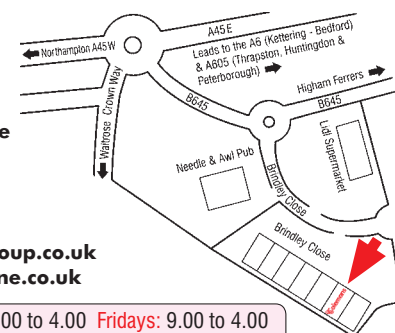 A45E
Northampton A45W
Leads to the A6 (Kettering - Bedford)
& A605 (Thrapston, Huntingdon &
Peterborough)
Higham Ferrers
B645
B645
Waitrose Crown Way
Lidl Supermarket
Needle & Awl Pub
Brindley Close
Brindley Close
oup.co.uk
ne.co.uk
00 to 4.00 Fridays: 9.00 to 4.00